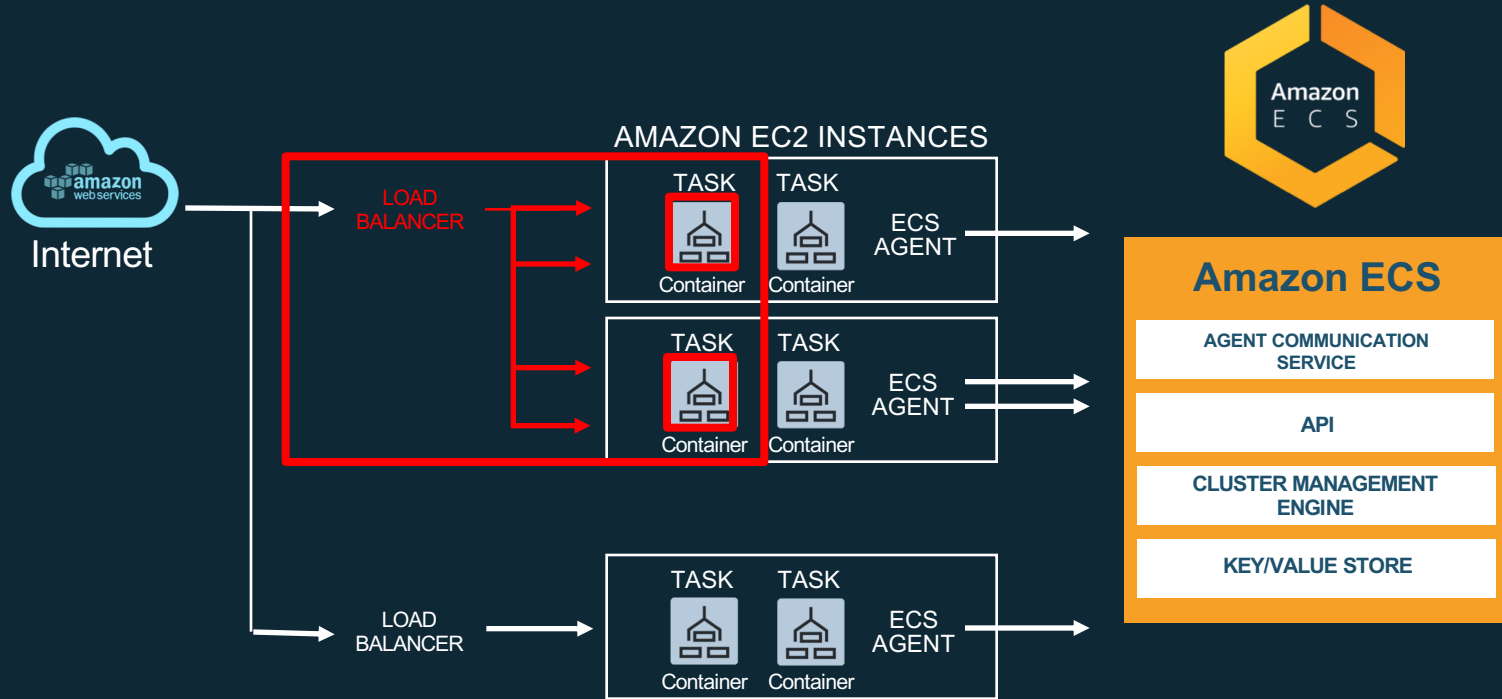 Amazon
E C S
AMAZON EC2 INSTANCES
amazon
webservices
Internet
LOAD
BALANCER
TASK TASK
Container Container
ECS
AGENT
TASK TASK
Container Container
ECS
AGENT
LOAD
BALANCER
TASK TASK
Container Container
ECS
AGENT
Amazon ECS
AGENT COMMUNICATION
SERVICE
API
CLUSTER MANAGEMENT
ENGINE
KEY/VALUE STORE